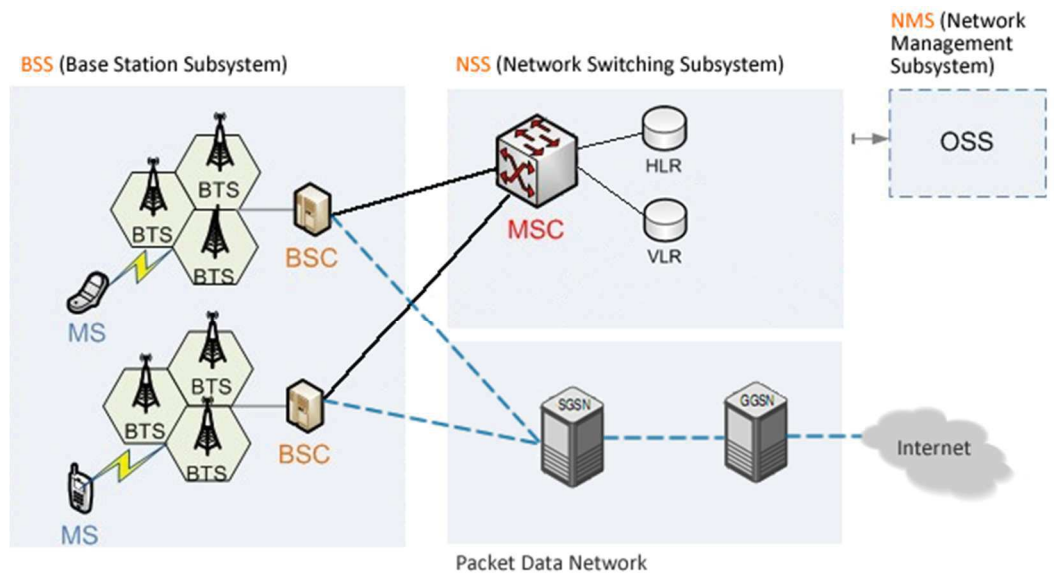 BSS (Base Station Subsystem)
NSS (Network Switching Subsystem)
NMS (Network
Management
Subsystem)
OSS
BTS
BTS
BTS
BSC
MS
MSC
HLR
VLR
BTS
BTS
BTS
BSC
MS
SGSN
GGSN
Internet
Packet Data Network